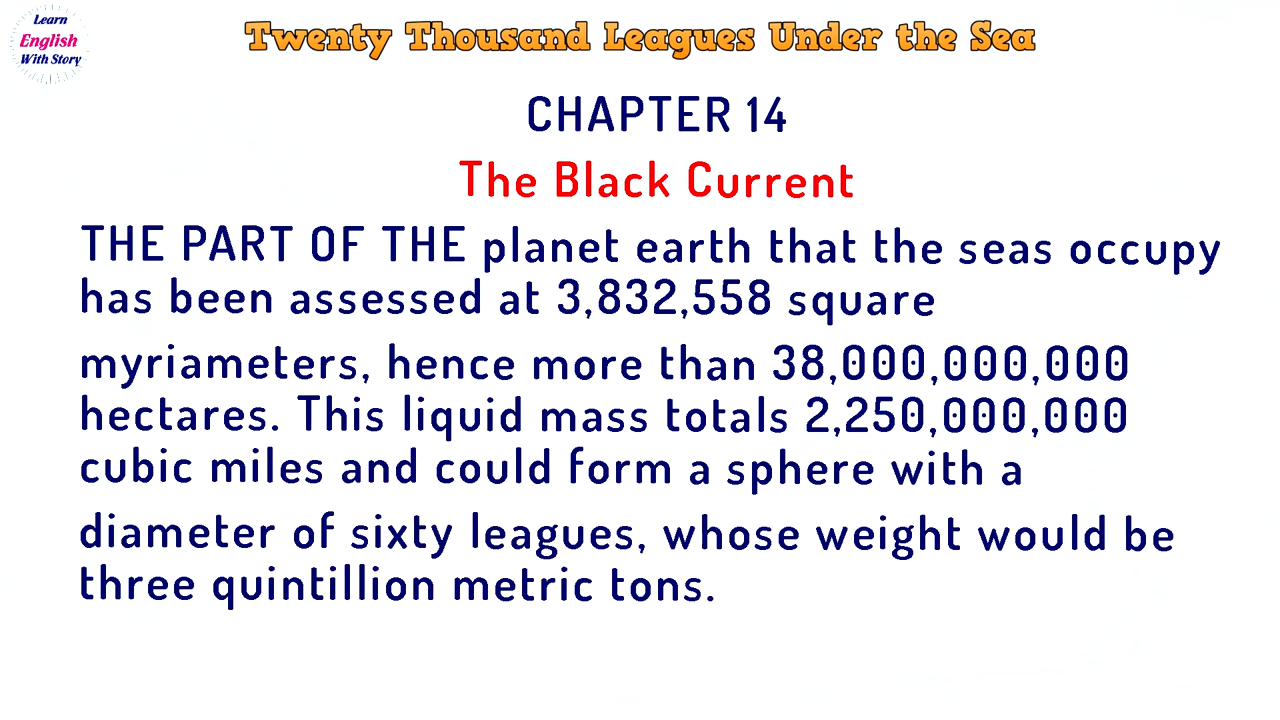 Learn
English
With Story
Twenty Thousand Leagues Under the Sea
CHAPTER 14
The Black Current
THE PART OF THE planet earth that the seas occupy
has been assessed at 3,832,558 square
myriameters, hence more than 38,000,000,000
hectares. This liquid mass totals 2,250,000,000
cubic miles and could form a sphere with a
diameter of sixty leagues, whose weight would be
three quintillion metric tons.